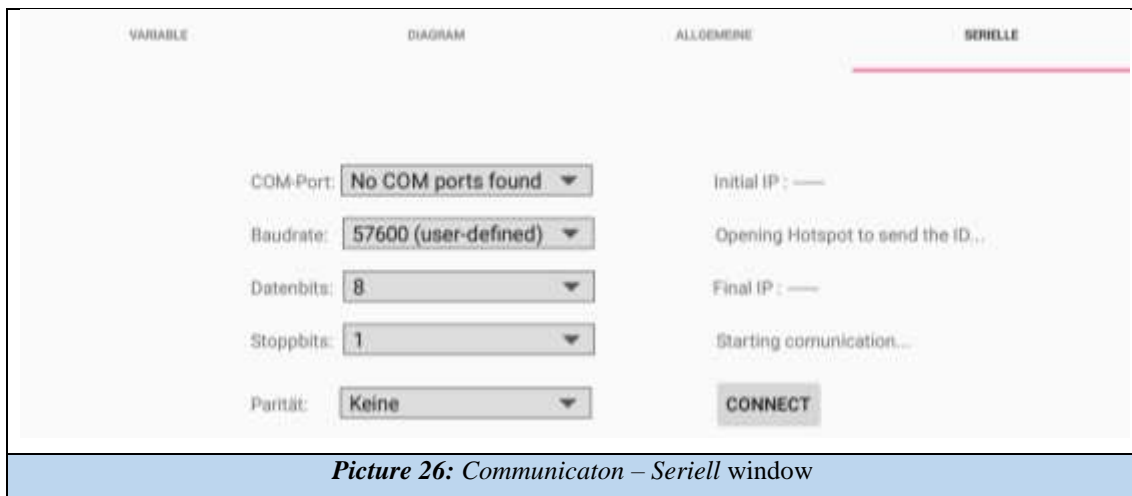 VARIABLE DIAGRAM ALLGEMEINE SERIELLE
COM-Port: No COM ports found Initial IP : ----
Baudrate: 57600 (user-defined) Opening Hotspot to send the ID...
Datenbits: 8 Final IP : ----
Stoppbits: 1 Starting comunication...
Parität: Keine CONNECT
Picture 26: Communicaton – Seriell window